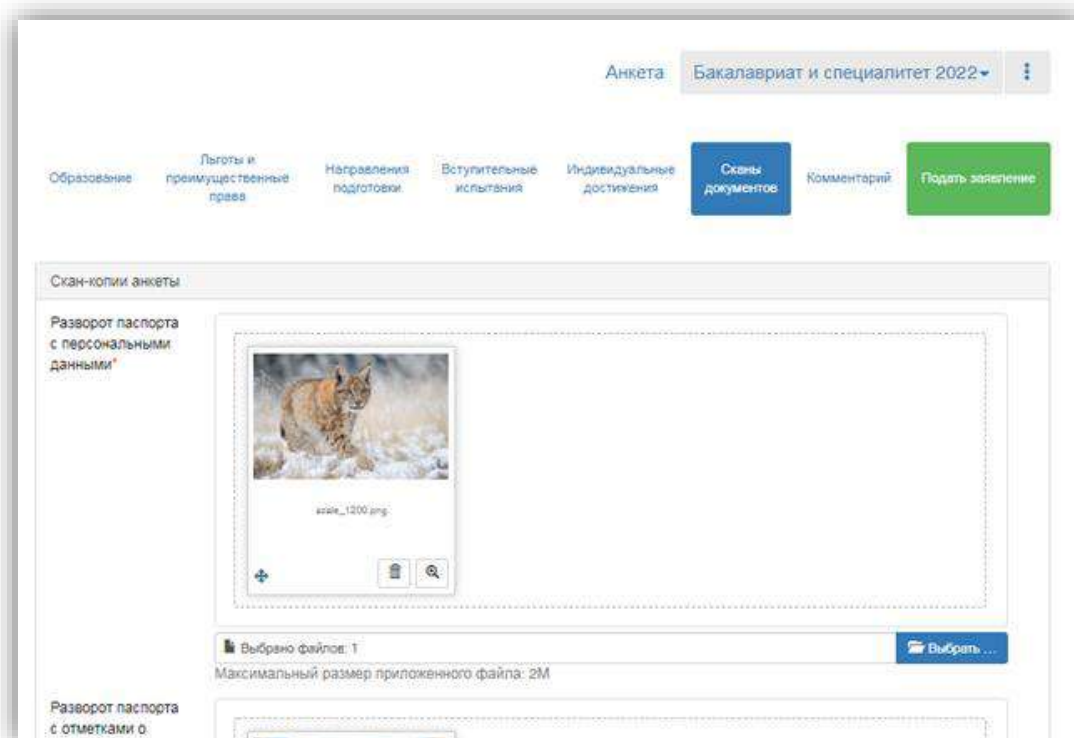 Анкета Бакалавриат и специалитет 2022
Образование
Льготы и
преимущественные
права
Направления
подготовки
Вступительные
испытания
Индивидуальные
достижения
Сканы
документов
Комментарий
Подать заявление
Скан-копии анкеты
Разворот паспорта
с персональными
данными*
scale_1200.png
Выбрано файлов: 1
Выбрать ...
Максимальный размер приложенного файла: 2M
Разворот паспорта
с отметками о